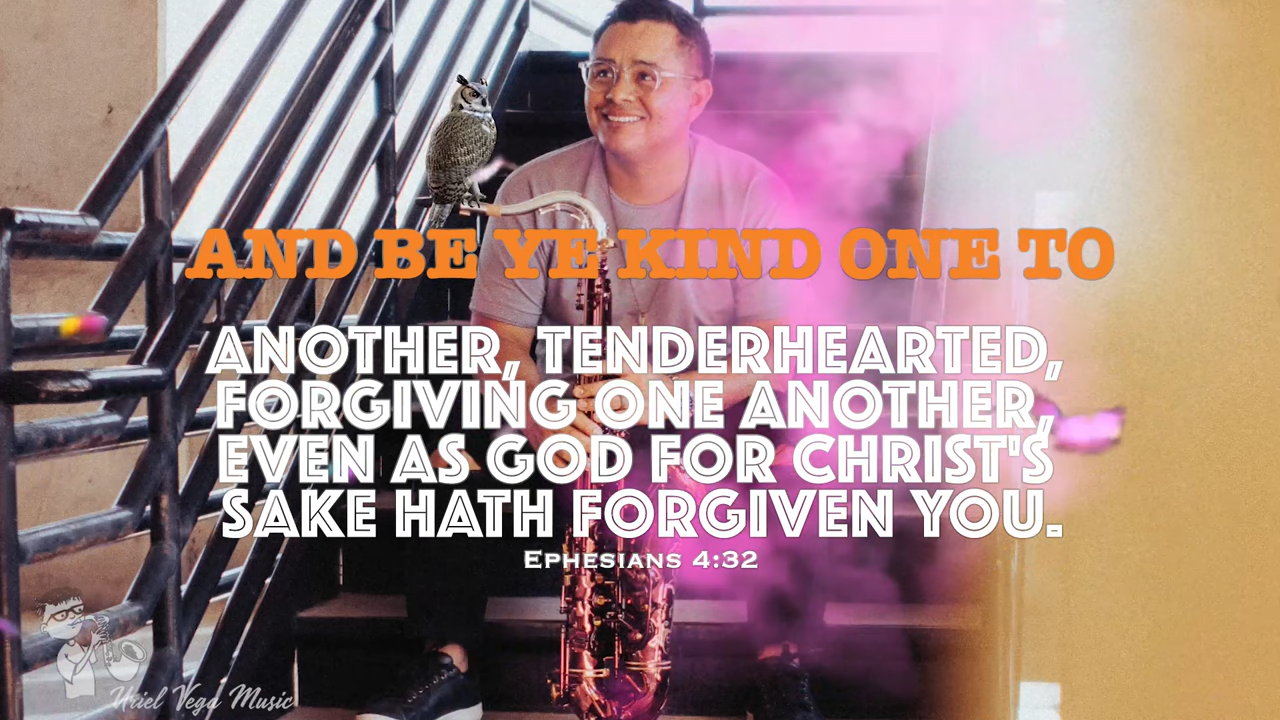 AND BE YE KIND ONE TO
ANOTHER, TENDERHEARTED,
FORGIVING ONE ANOTHER,
EVEN AS GOD FOR CHRIST'S
SAKE HATH FORGIVEN YOU.
EPHESIANS 4:32
Uriel Vega Music